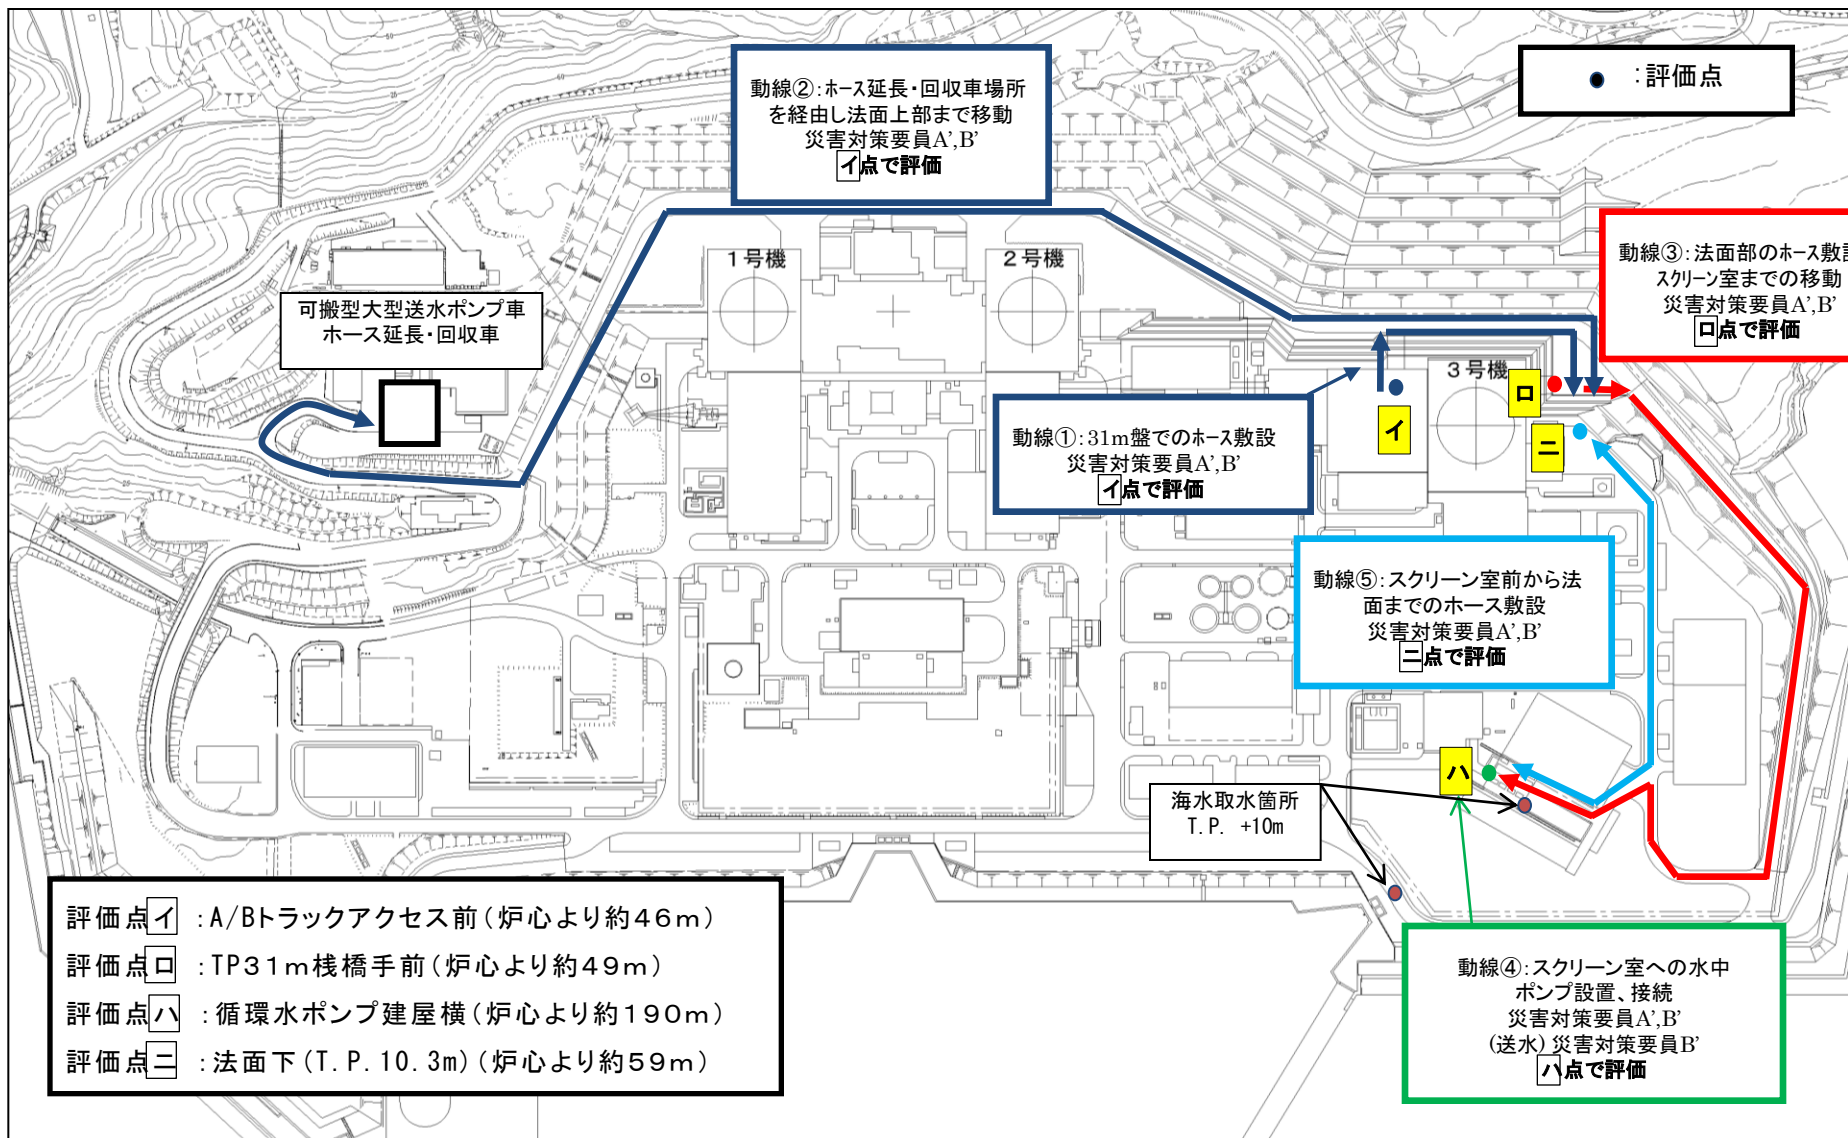 動線②:ホース延長・回収車場所
を経由し法面上部まで移動
災害対策要員A',B'
イ点で評価
●:評価点
動線③:法面部のホース敷設
スクリーン室までの移動
災害対策要員A',B'
ロ点で評価
1号機
2号機
3号機
可搬型大型送水ポンプ車
ホース延長・回収車
動線①:31m盤でのホース敷設
災害対策要員A',B'
イ点で評価
イ
ロ
ニ
動線⑤:スクリーン室前から法
面までのホース敷設
災害対策要員A',B'
ニ点で評価
ハ
海水取水箇所
T.P. +10m
評価点イ :A/Bトラックアクセス前(炉心より約46m)
評価点ロ :TP31m桟橋手前(炉心より約49m)
評価点ハ :循環水ポンプ建屋横(炉心より約190m)
評価点ニ :法面下(T.P.10.3m)(炉心より約59m)
動線④:スクリーン室への水中
ポンプ設置、接続
災害対策要員A',B'
(送水)災害対策要員B'
ハ点で評価